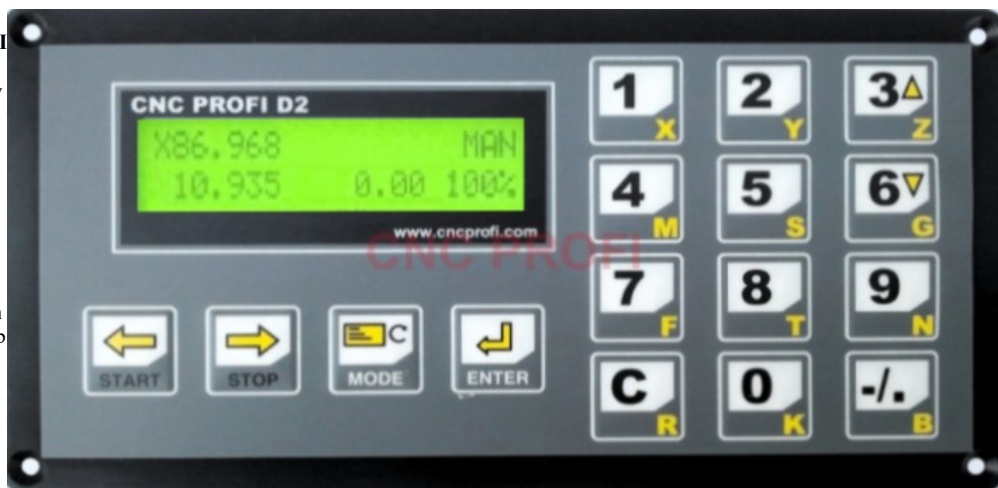 CNC PROFI D2
X86.968 MAN
10.935 0.00 100%
www.cncprofi.com
CNC PROFI
1 X 2 Y 3 Z
4 M 5 S 6 G
7 F 8 T 9 N
C R 0 K -/. B
C
START STOP MODE ENTER